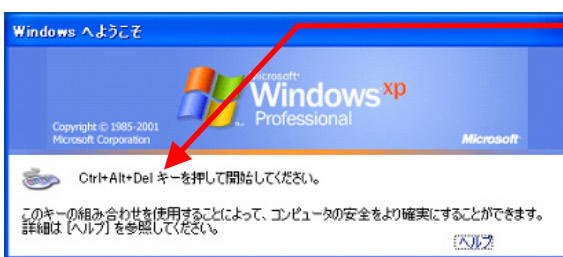 Windows へようこそ
Microsoft
Windows xp
Professional
Copyright © 1985-2001
Microsoft Corporation
Microsoft
Ctrl+Alt+Del キーを押して開始してください。
このキーの組み合わせを使用することによって、コンピュータの安全をより確実にすることができます。
詳細は [ヘルプ] を参照してください。
ヘルプ